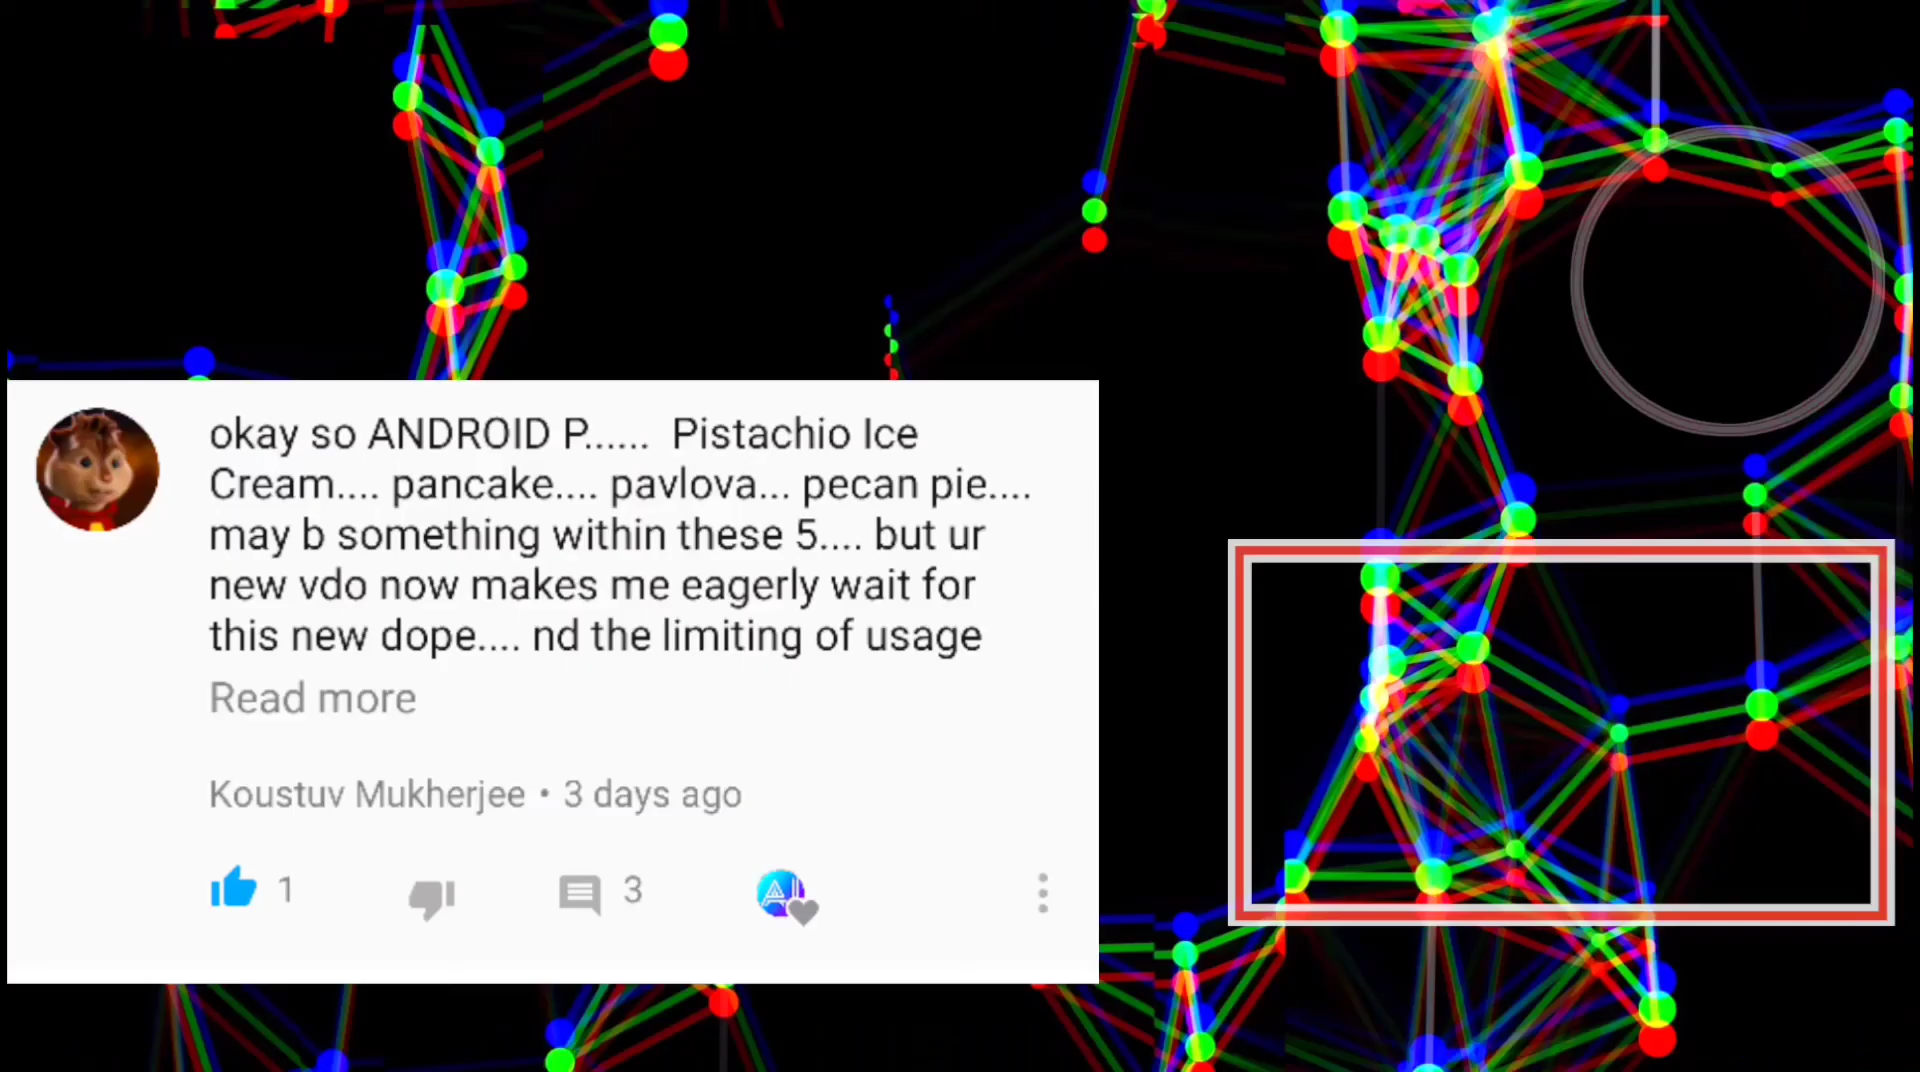 okay so ANDROID P......  Pistachio Ice
Cream.... pancake.... pavlova... pecan pie....
may b something within these 5.... but ur
new vdo now makes me eagerly wait for
this new dope.... nd the limiting of usage
Read more
Koustuv Mukherjee • 3 days ago
1 3